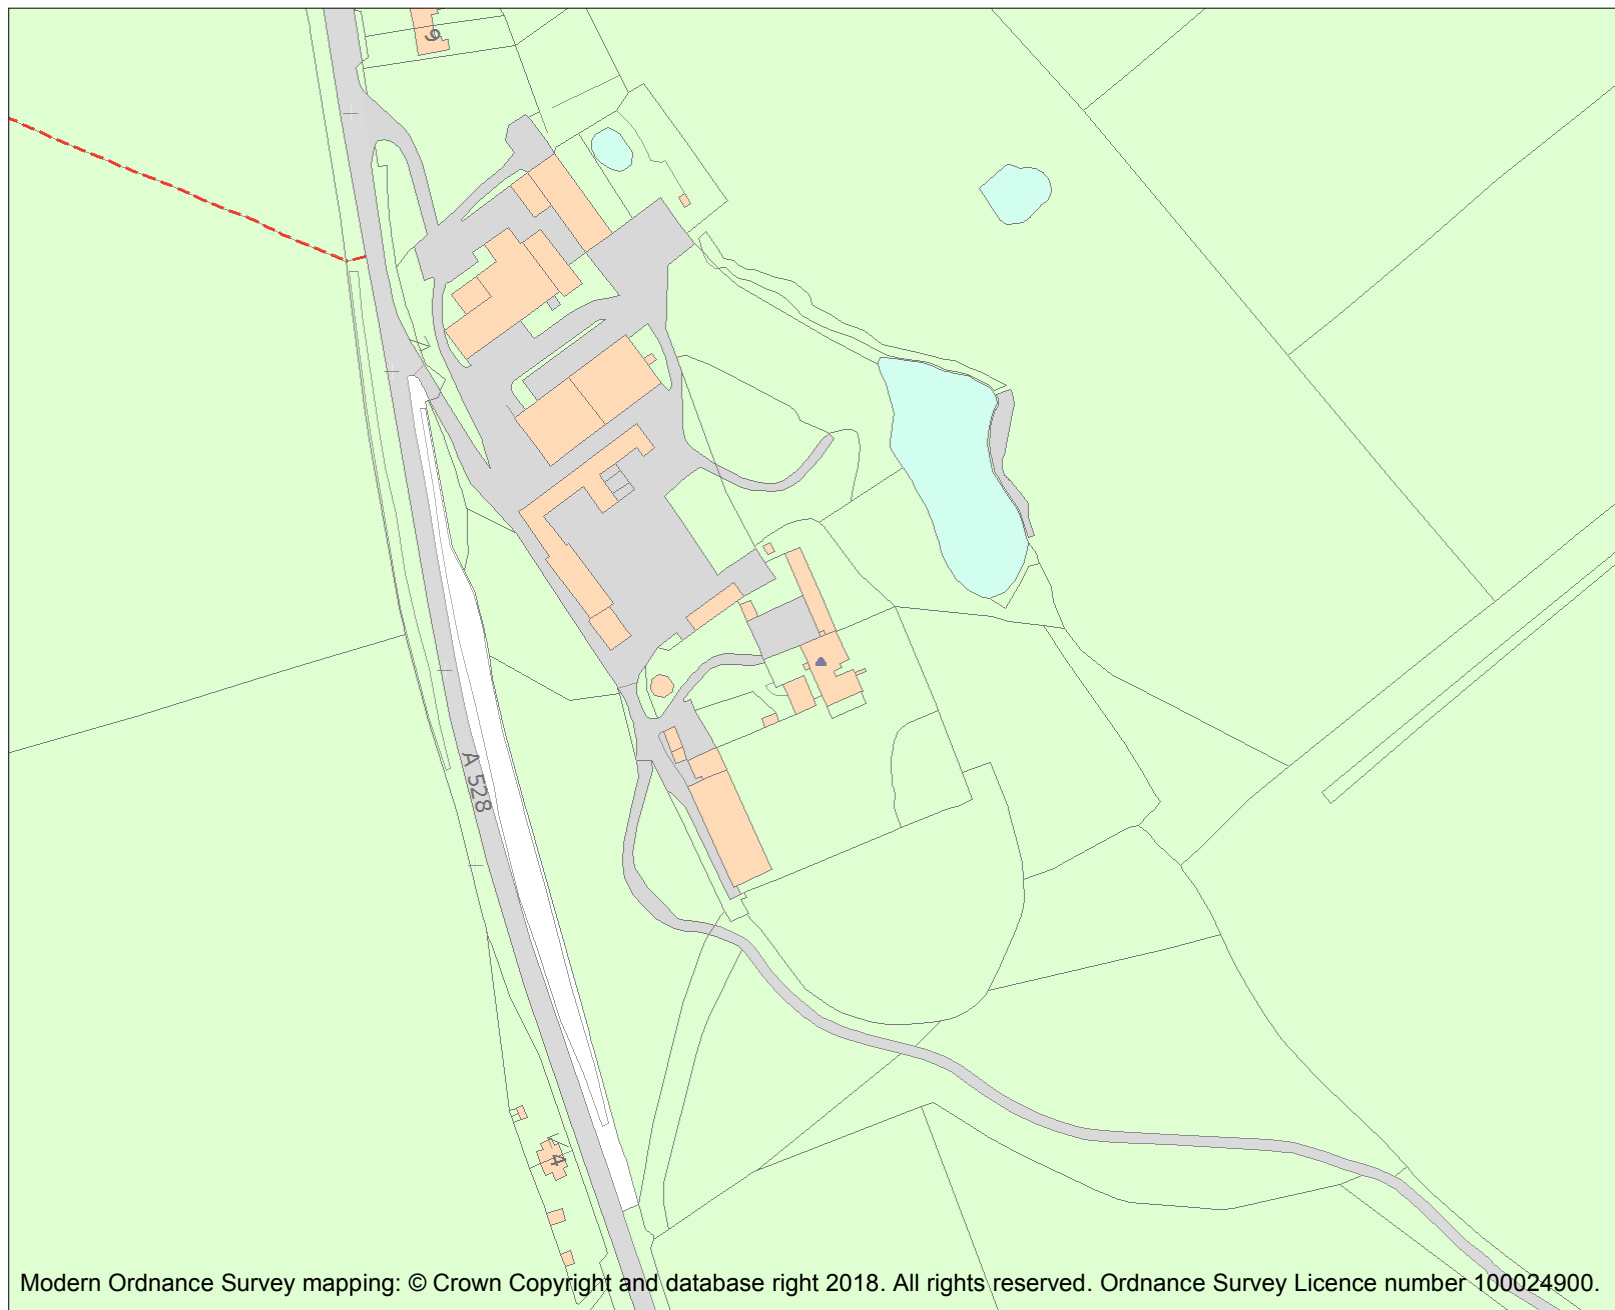 9
A 528
4
Modern Ordnance Survey mapping: © Crown Copyright and database right 2018. All rights reserved. Ordnance Survey Licence number 100024900.